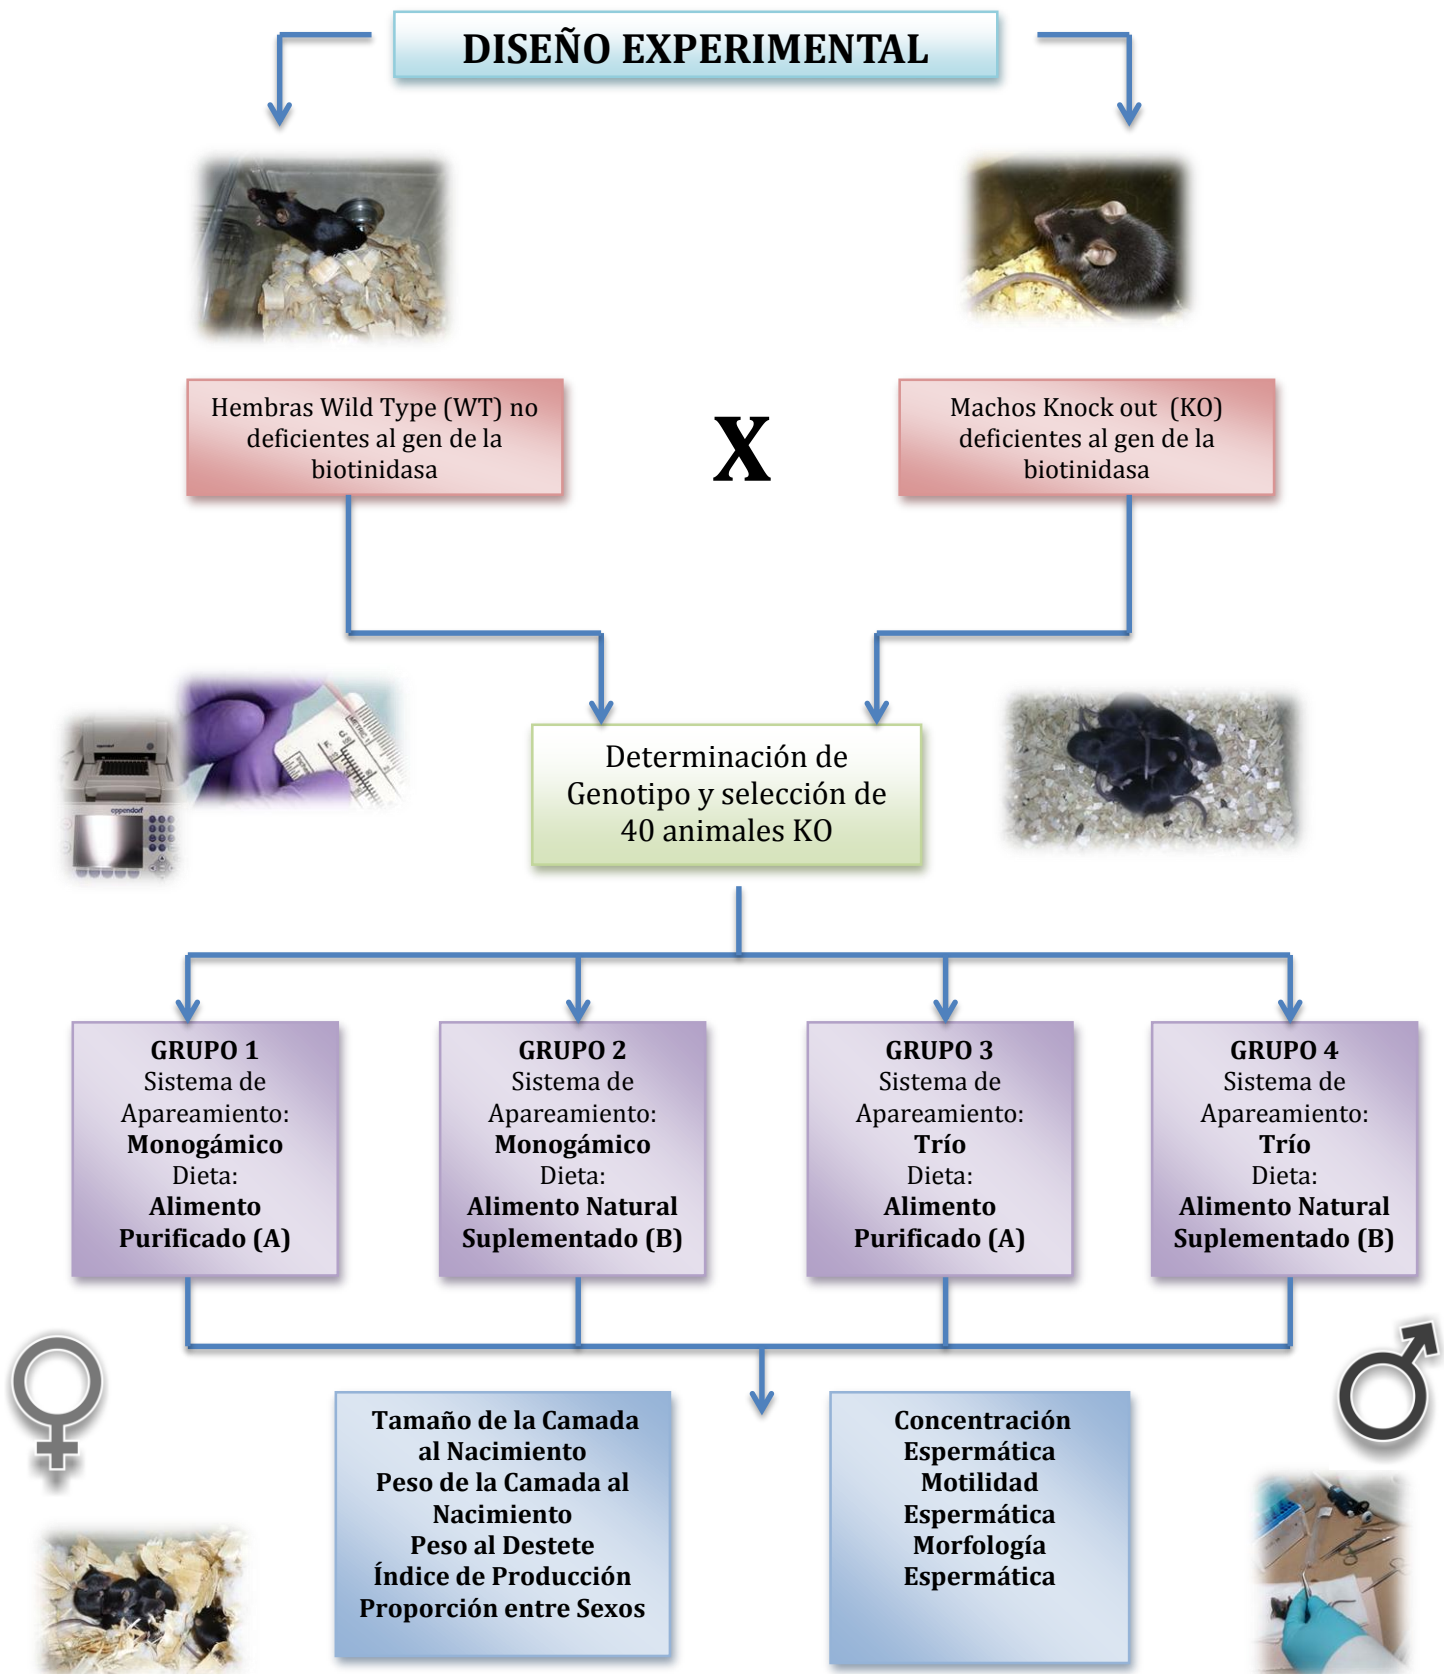 DISEÑO EXPERIMENTAL
Hembras Wild Type (WT) no
deficientes al gen de la
biotinidasa
X
Machos Knock out (KO)
deficientes al gen de la
biotinidasa
eppendorf
eppendorf
METRIC 1
Determinación de
Genotipo y selección de
40 animales KO
GRUPO 1
Sistema de
Apareamiento:
Monogámico
Dieta:
Alimento
Purificado (A)
GRUPO 2
Sistema de
Apareamiento:
Monogámico
Dieta:
Alimento Natural
Suplementado (B)
GRUPO 3
Sistema de
Apareamiento:
Trío
Dieta:
Alimento
Purificado (A)
GRUPO 4
Sistema de
Apareamiento:
Trío
Dieta:
Alimento Natural
Suplementado (B)
Tamaño de la Camada
al Nacimiento
Peso de la Camada al
Nacimiento
Peso al Destete
Índice de Producción
Proporción entre Sexos
Concentración
Espermática
Motilidad
Espermática
Morfología
Espermática